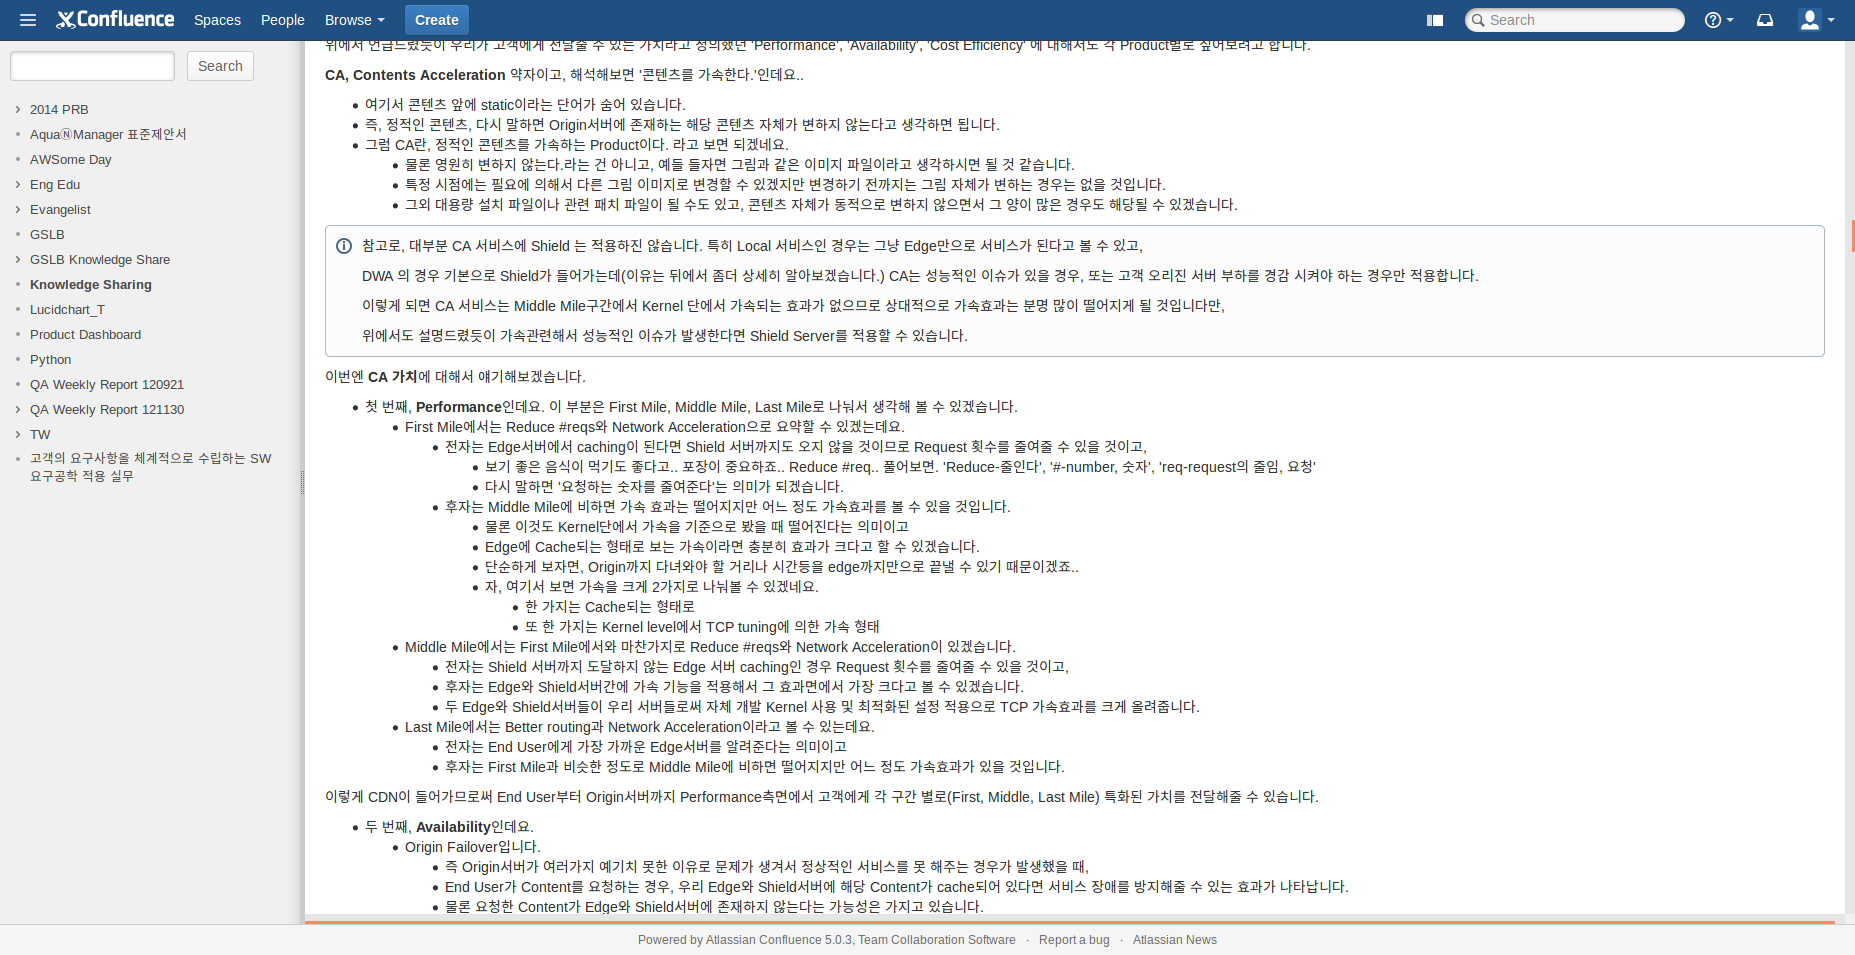 Confluence Spaces People Browse Create Search
Search
2014 PRB
AquaⓃManager 표준제안서
AWSome Day
Eng Edu
Evangelist
GSLB
GSLB Knowledge Share
Knowledge Sharing
Lucidchart_T
Product Dashboard
Python
QA Weekly Report 120921
QA Weekly Report 121130
TW
고객의 요구사항을 체계적으로 수립하는 SW
요구공학 적용 실무
위에서 언급드렸듯이 우리가 고객에게 전달줄 수 있는 가치라고 정의했던 'Performance', 'Availability', 'Cost Efficiency' 에 대해서도 각 Product별로 짚어보려고 합니다.
CA, Contents Acceleration 약자이고, 해석해보면 '콘텐츠를 가속한다.'인데요..
여기서 콘텐츠 앞에 static이라는 단어가 숨어 있습니다.
즉, 정적인 콘텐츠, 다시 말하면 Origin서버에 존재하는 해당 콘텐츠 자체가 변하지 않는다고 생각하면 됩니다.
그럼 CA란, 정적인 콘텐츠를 가속하는 Product이다. 라고 보면 되겠네요.
물론 영원히 변하지 않는다.라는 건 아니고, 예들 들자면 그림과 같은 이미지 파일이라고 생각하시면 될 것 같습니다.
특정 시점에는 필요에 의해서 다른 그림 이미지로 변경할 수 있겠지만 변경하기 전까지는 그림 자체가 변하는 경우는 없을 것입니다.
그외 대용량 설치 파일이나 관련 패치 파일이 될 수도 있고, 콘텐츠 자체가 동적으로 변하지 않으면서 그 양이 많은 경우도 해당될 수 있겠습니다.
참고로, 대부분 CA 서비스에 Shield 는 적용하진 않습니다. 특히 Local 서비스인 경우는 그냥 Edge만으로 서비스가 된다고 볼 수 있고,
DWA 의 경우 기본으로 Shield가 들어가는데(이유는 뒤에서 좀더 상세히 알아보겠습니다.) CA는 성능적인 이슈가 있을 경우, 또는 고객 오리진 서버 부하를 경감 시켜야 하는 경우만 적용합니다.
이렇게 되면 CA 서비스는 Middle Mile구간에서 Kernel 단에서 가속되는 효과가 없으므로 상대적으로 가속효과는 분명 많이 떨어지게 될 것입니다만,
위에서도 설명드렸듯이 가속관련해서 성능적인 이슈가 발생한다면 Shield Server를 적용할 수 있습니다.
이번엔 CA 가치에 대해서 얘기해보겠습니다.
첫 번째, Performance인데요. 이 부분은 First Mile, Middle Mile, Last Mile로 나눠서 생각해 볼 수 있겠습니다.
First Mile에서는 Reduce #reqs와 Network Acceleration으로 요약할 수 있겠는데요.
전자는 Edge서버에서 caching이 된다면 Shield 서버까지도 오지 않을 것이므로 Request 횟수를 줄여줄 수 있을 것이고,
보기 좋은 음식이 먹기도 좋다고.. 포장이 중요하죠.. Reduce #req.. 풀어보면. 'Reduce-줄인다', '#-number, 숫자', 'req-request의 줄임, 요청'
다시 말하면 '요청하는 숫자를 줄여준다'는 의미가 되겠습니다.
후자는 Middle Mile에 비하면 가속 효과는 떨어지지만 어느 정도 가속효과를 볼 수 있을 것입니다.
물론 이것도 Kernel단에서 가속을 기준으로 봤을 때 떨어진다는 의미이고
Edge에 Cache되는 형태로 보는 가속이라면 충분히 효과가 크다고 할 수 있겠습니다.
단순하게 보자면, Origin까지 다녀와야 할 거리나 시간등을 edge까지만으로 끝낼 수 있기 때문이겠죠..
자, 여기서 보면 가속을 크게 2가지로 나눠볼 수 있겠네요.
한 가지는 Cache되는 형태로
또 한 가지는 Kernel level에서 TCP tuning에 의한 가속 형태
Middle Mile에서는 First Mile에서와 마찬가지로 Reduce #reqs와 Network Acceleration이 있겠습니다.
전자는 Shield 서버까지 도달하지 않는 Edge 서버 caching인 경우 Request 횟수를 줄여줄 수 있을 것이고,
후자는 Edge와 Shield서버간에 가속 기능을 적용해서 그 효과면에서 가장 크다고 볼 수 있겠습니다.
두 Edge와 Shield서버들이 우리 서버들로써 자체 개발 Kernel 사용 및 최적화된 설정 적용으로 TCP 가속효과를 크게 올려줍니다.
Last Mile에서는 Better routing과 Network Acceleration이라고 볼 수 있는데요.
전자는 End User에게 가장 가까운 Edge서버를 알려준다는 의미이고
후자는 First Mile과 비슷한 정도로 Middle Mile에 비하면 떨어지지만 어느 정도 가속효과가 있을 것입니다.
이렇게 CDN이 들어가므로써 End User부터 Origin서버까지 Performance측면에서 고객에게 각 구간 별로(First, Middle, Last Mile) 특화된 가치를 전달해줄 수 있습니다.
두 번째, Availability인데요.
Origin Failover입니다.
즉 Origin서버가 여러가지 예기치 못한 이유로 문제가 생겨서 정상적인 서비스를 못 해주는 경우가 발생했을 때,
End User가 Content를 요청하는 경우, 우리 Edge와 Shield서버에 해당 Content가 cache되어 있다면 서비스 장애를 방지해줄 수 있는 효과가 나타납니다.
물론 요청한 Content가 Edge와 Shield서버에 존재하지 않는다는 가능성은 가지고 있습니다.
Powered by Atlassian Confluence 5.0.3, Team Collaboration Software · Report a bug · Atlassian News